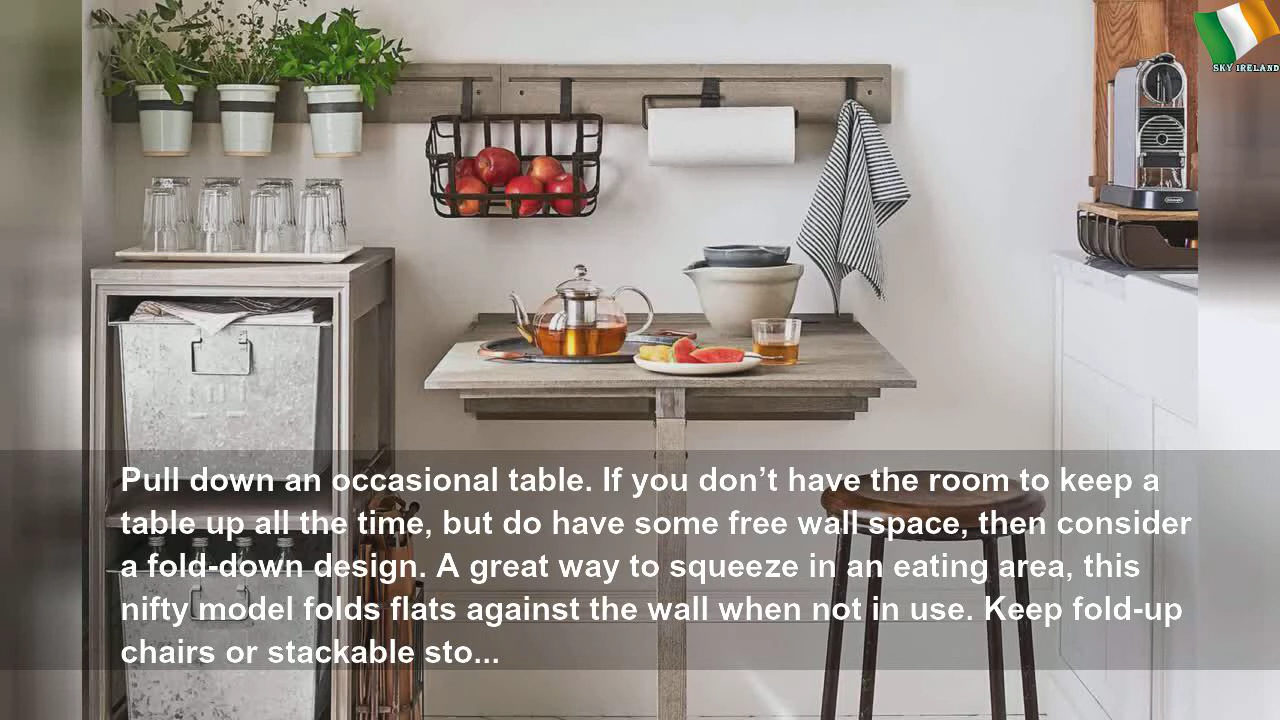 SKY IRELAND
Pull down an occasional table. If you don’t have the room to keep a
table up all the time, but do have some free wall space, then consider
a fold-down design. A great way to squeeze in an eating area, this
nifty model folds flats against the wall when not in use. Keep fold-up
chairs or stackable sto...